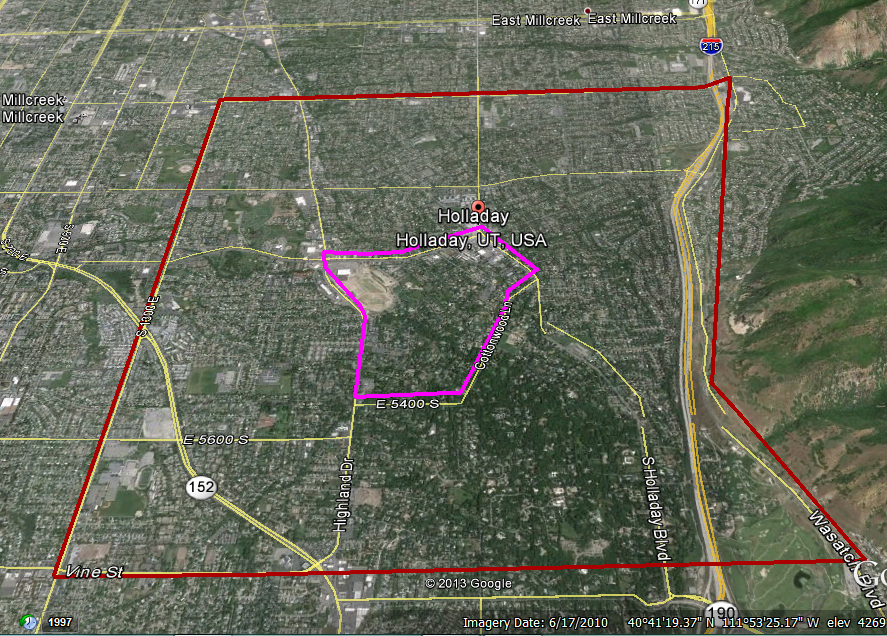 171
East Millcreek East Millcreek
215
Millcreek
Millcreek
Holladay
Holladay, UT, USA
S 1300 E
Cottonwood Ln
E 5400 S
E 5600 S
152
Highland Dr
S Holladay Blvd
Wasatch Blvd
Vine St
© 2013 Google
190
1997
Imagery Date: 6/17/2010 40°41'19.37" N 111°53'25.17" W elev 4269